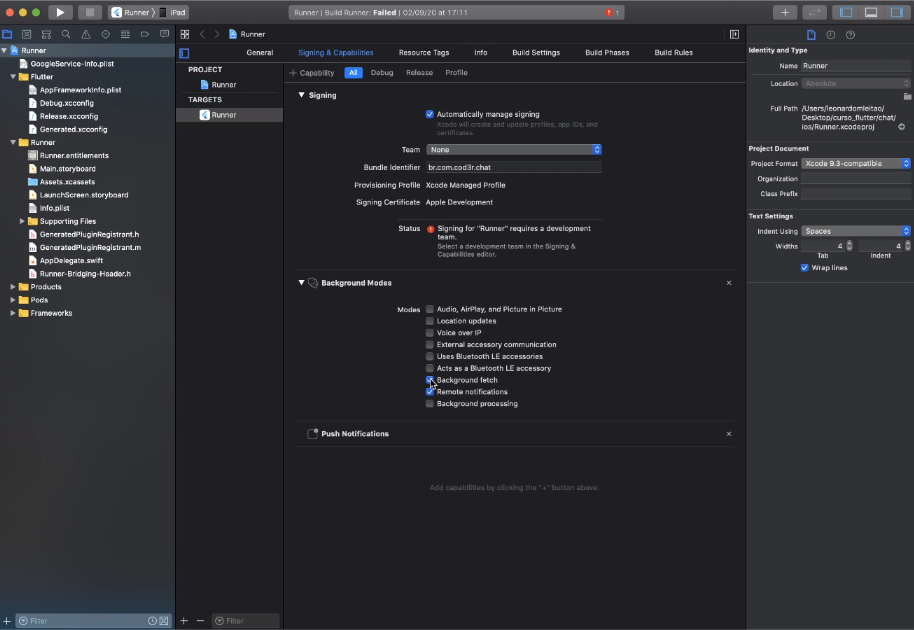 Runner 〉 iPad
Runner | Build Runner: Failed | 02/09/20 at 17:11
1
Runner
GoogleService-Info.plist
Flutter
AppFrameworkInfo.plist
Debug.xcconfig
Release.xcconfig
Generated.xcconfig
Runner
Runner.entitlements
Main.storyboard
Assets.xcassets
LaunchScreen.storyboard
Info.plist
Supporting Files
GeneratedPluginRegistrant.h
GeneratedPluginRegistrant.m
AppDelegate.swift
Runner-Bridging-Header.h
Products
Pods
Frameworks
Filter
Runner
General
Signing & Capabilities
Resource Tags
Info
Build Settings
Build Phases
Build Rules
PROJECT
Runner
TARGETS
Runner
Filter
+ Capability
All
Debug
Release
Profile
Signing
Automatically manage signing
Xcode will create and update profiles, app IDs, and
certificates.
Team None
Bundle Identifier br.com.cod3r.chat
Provisioning Profile Xcode Managed Profile
Signing Certificate Apple Development
Status Signing for "Runner" requires a development
team.
Select a development team in the Signing &
Capabilities editor.
Background Modes
Modes Audio, AirPlay, and Picture in Picture
Location updates
Voice over IP
External accessory communication
Uses Bluetooth LE accessories
Acts as a Bluetooth LE accessory
Background fetch
Remote notifications
Background processing
Push Notifications
Add capabilities by clicking the "+" button above.
Identity and Type
Name Runner
Location Absolute
Full Path /Users/leonardomleitao/
Desktop/curso_flutter/chat/
ios/Runner.xcodeproj
Project Document
Project Format Xcode 9.3-compatible
Organization
Class Prefix
Text Settings
Indent Using Spaces
Widths 4 4
Tab Indent
Wrap lines